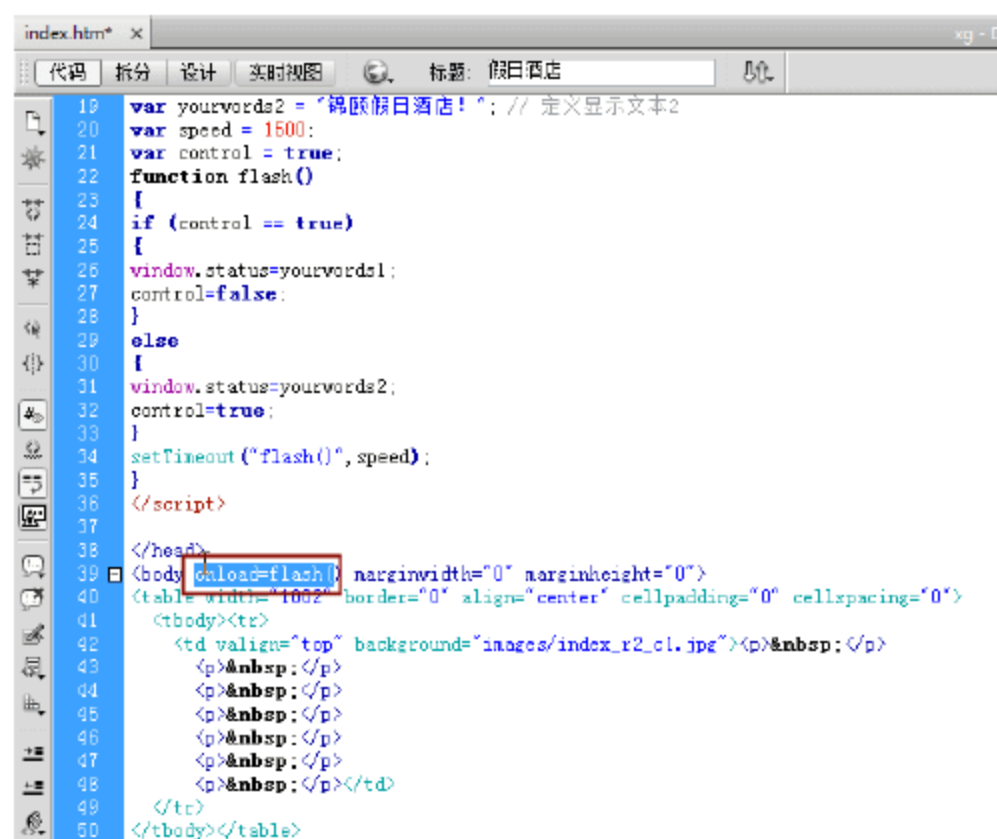 index.htm* ×
xg - D
代码 拆分 设计 实时视图 标题: 假日酒店
19 var yourwords2 = "锦颐假日酒店！"; // 定义显示文本2
20 var speed = 1500;
21 var control = true;
22 function flash()
23 {
24 if (control == true)
25 {
26 window.status=yourwords1;
27 control=false;
28 }
29 else
30 {
31 window.status=yourwords2;
32 control=true;
33 }
34 setTimeout("flash()",speed);
35 }
36 </script>
37
38 </head>
39 <body onload=flash() marginwidth="0" marginheight="0">
40 <table width="1002" border="0" align="center" cellpadding="0" cellspacing="0">
41 <tbody><tr>
42 <td valign="top" background="images/index_r2_c1.jpg"><p>&nbsp;</p>
43 <p>&nbsp;</p>
44 <p>&nbsp;</p>
45 <p>&nbsp;</p>
46 <p>&nbsp;</p>
47 <p>&nbsp;</p>
48 <p>&nbsp;</p></td>
49 </tr>
50 </tbody></table>